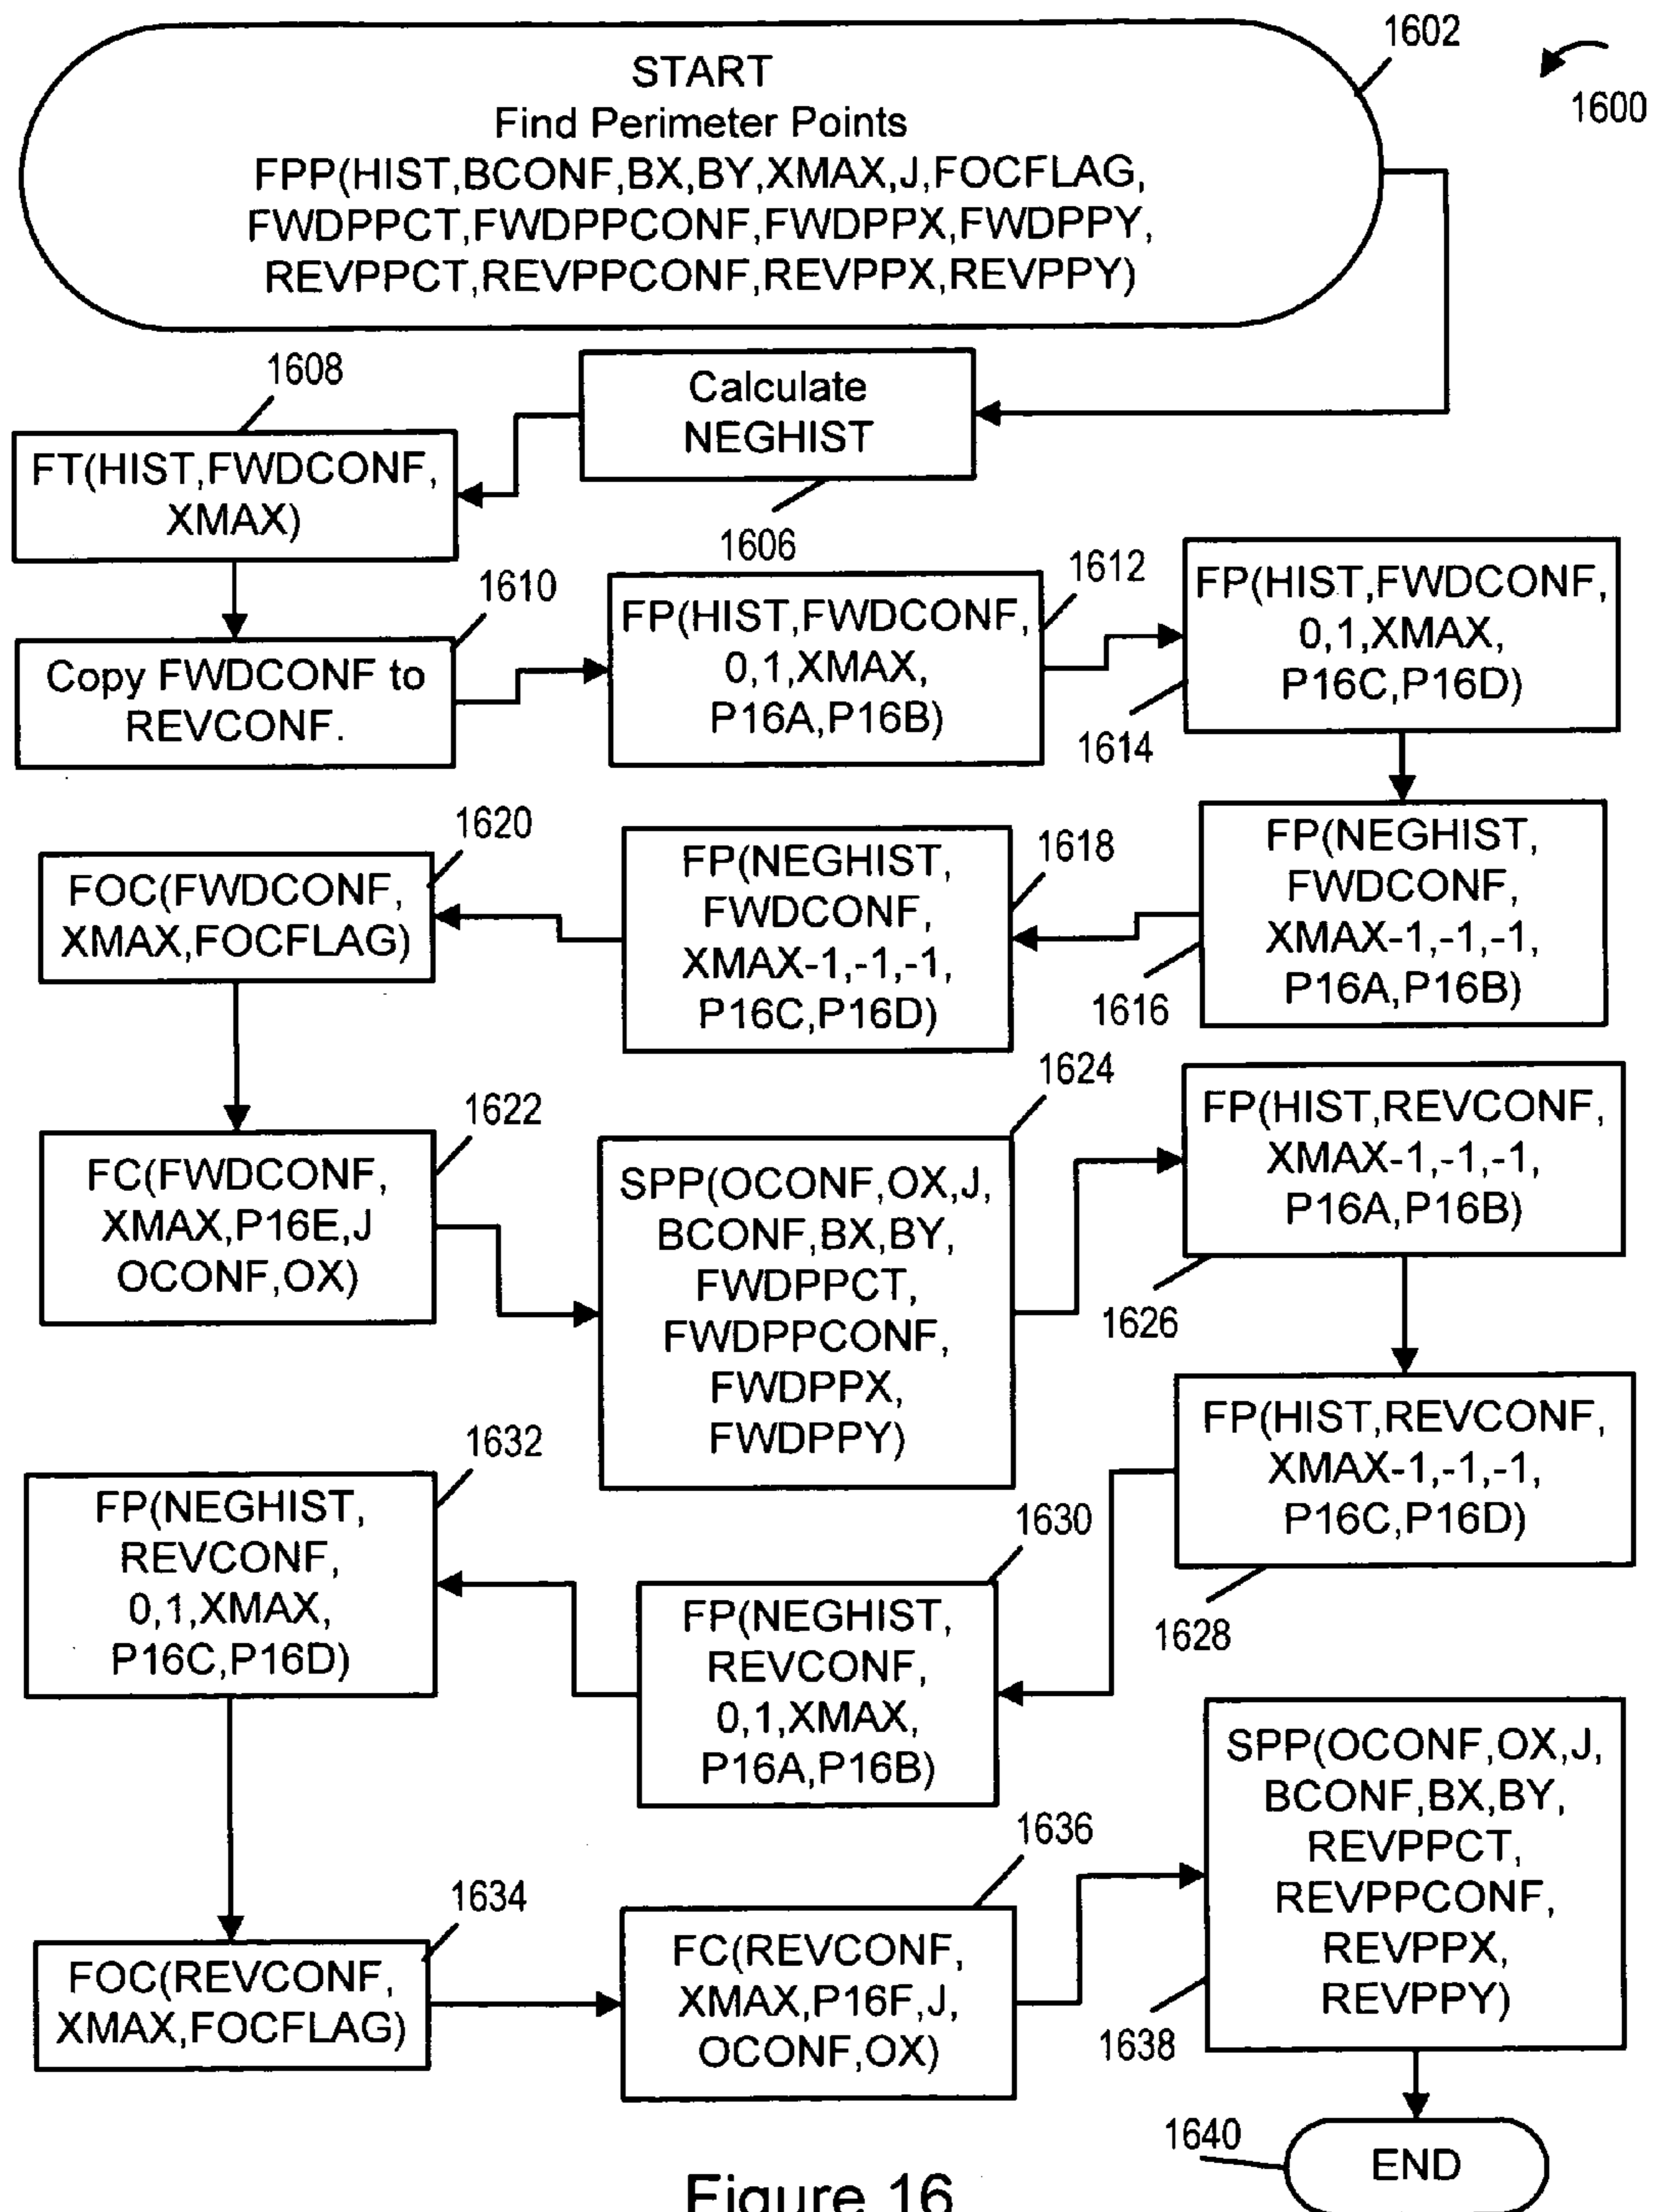 1602
1600
START
Find Perimeter Points
FPP(HIST,BCONF,BX,BY,XMAX,J,FOCFLAG,
FWDPPCT,FWDPPCONF,FWDPPX,FWDPPY,
REVPPCT,REVPPCONF,REVPPX,REVPPY)
Calculate
NEGHIST
1606
1608
FT(HIST,FWDCONF,
XMAX)
1610
Copy FWDCONF to
REVCONF.
1612
FP(HIST,FWDCONF,
0,1,XMAX,
P16A,P16B)
FP(HIST,FWDCONF,
0,1,XMAX,
P16C,P16D)
1614
FP(NEGHIST,
FWDCONF,
XMAX-1,-1,-1,
P16A,P16B)
1616
1618
FP(NEGHIST,
FWDCONF,
XMAX-1,-1,-1,
P16C,P16D)
1620
FOC(FWDCONF,
XMAX,FOCFLAG)
1622
FC(FWDCONF,
XMAX,P16E,J
OCONF,OX)
1624
SPP(OCONF,OX,J,
BCONF,BX,BY,
FWDPPCT,
FWDPPCONF,
FWDPPX,
FWDPPY)
FP(HIST,REVCONF,
XMAX-1,-1,-1,
P16A,P16B)
1626
FP(HIST,REVCONF,
XMAX-1,-1,-1,
P16C,P16D)
1628
1630
FP(NEGHIST,
REVCONF,
0,1,XMAX,
P16A,P16B)
1632
FP(NEGHIST,
REVCONF,
0,1,XMAX,
P16C,P16D)
1634
FOC(REVCONF,
XMAX,FOCFLAG)
1636
FC(REVCONF,
XMAX,P16F,J,
OCONF,OX)
SPP(OCONF,OX,J,
BCONF,BX,BY,
REVPPCT,
REVPPCONF,
REVPPX,
REVPPY)
1638
1640
END
Figure 16